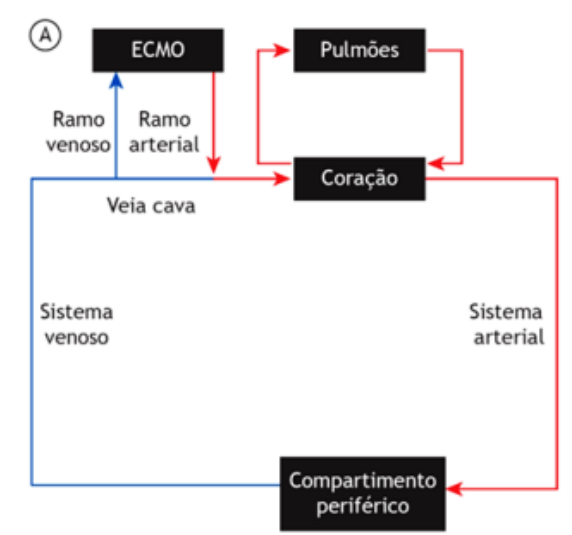 A
ECMO
Pulmões
Ramo
venoso
Ramo
arterial
Coração
Veia cava
Sistema
venoso
Sistema
arterial
Compartimento
periférico